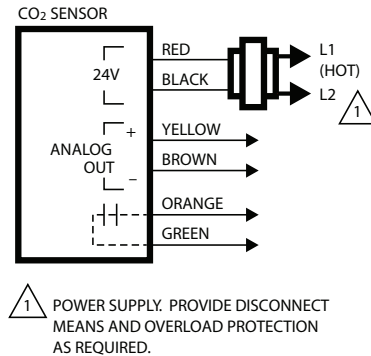 CO₂ SENSOR
RED
L1
(HOT)
24V
BLACK
L2
1
+
YELLOW
ANALOG
OUT
BROWN
–
ORANGE
GREEN
1 POWER SUPPLY. PROVIDE DISCONNECT
MEANS AND OVERLOAD PROTECTION
AS REQUIRED.